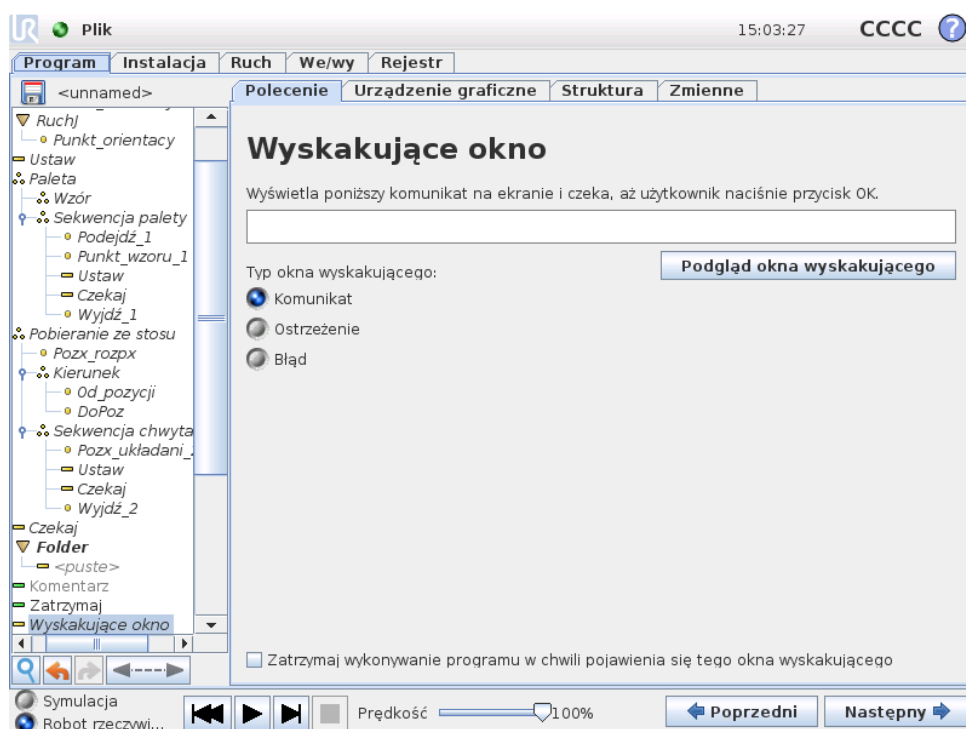 UR Plik 15:03:27 CCCC ?
Program Instalacja Ruch We/wy Rejestr
<unnamed>
Polecenie Urządzenie graficzne Struktura Zmienne
RuchJ
Punkt_orientacy
Ustaw
Paleta
Wzór
Sekwencja palety
Podejdź_1
Punkt_wzoru_1
Ustaw
Czekaj
Wyjdź_1
Pobieranie ze stosu
Pozx_rozpx
Kierunek
Od_pozycji
DoPoz
Sekwencja chwyta
Pozx_układani_
Ustaw
Czekaj
Wyjdź_2
Czekaj
Folder
<puste>
Komentarz
Zatrzymaj
Wyskakujące okno
Wyskakujące okno
Wyświetla poniższy komunikat na ekranie i czeka, aż użytkownik naciśnie przycisk OK.
Typ okna wyskakującego:
Podgląd okna wyskakującego
Komunikat
Ostrzeżenie
Błąd
Zatrzymaj wykonywanie programu w chwili pojawienia się tego okna wyskakującego
Symulacja
Robot rzeczywi...
Prędkość 100%
Poprzedni Następny